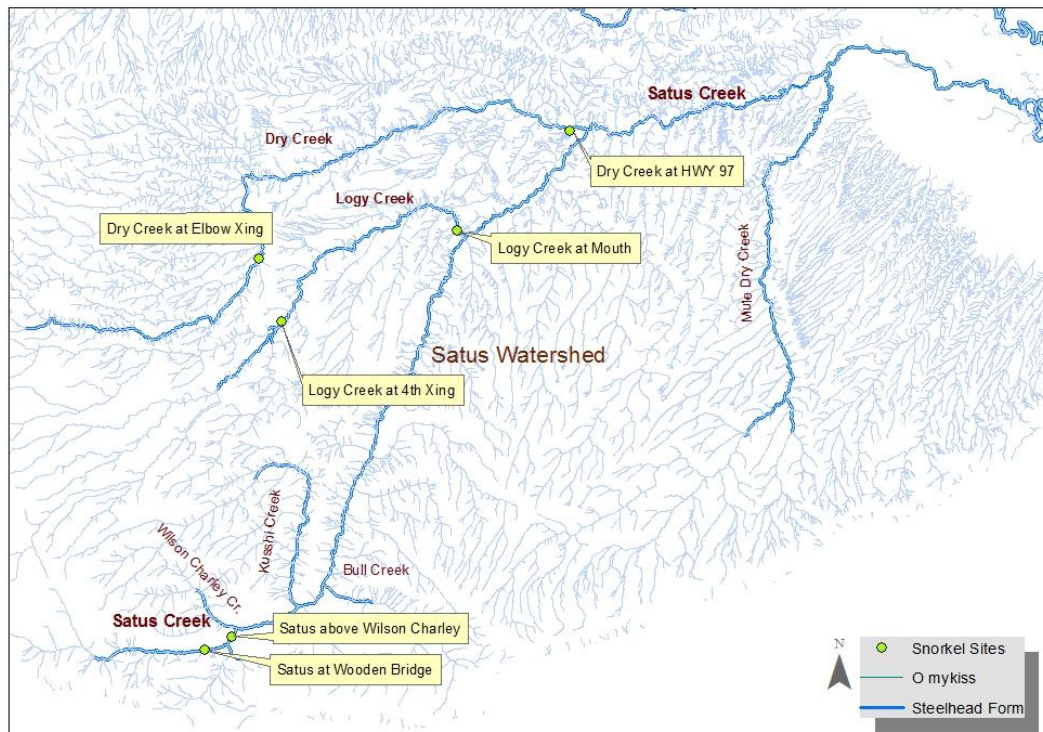 Satus Creek
Dry Creek
Dry Creek at HWY 97
Logy Creek
Dry Creek at Elbow Xing
Logy Creek at Mouth
Mule Dry Creek
Satus Watershed
Logy Creek at 4th Xing
Kusshi Creek
Wilson Charley Cr.
Bull Creek
Satus Creek
Satus above Wilson Charley
Satus at Wooden Bridge
N
Snorkel Sites
O mykiss
Steelhead Form